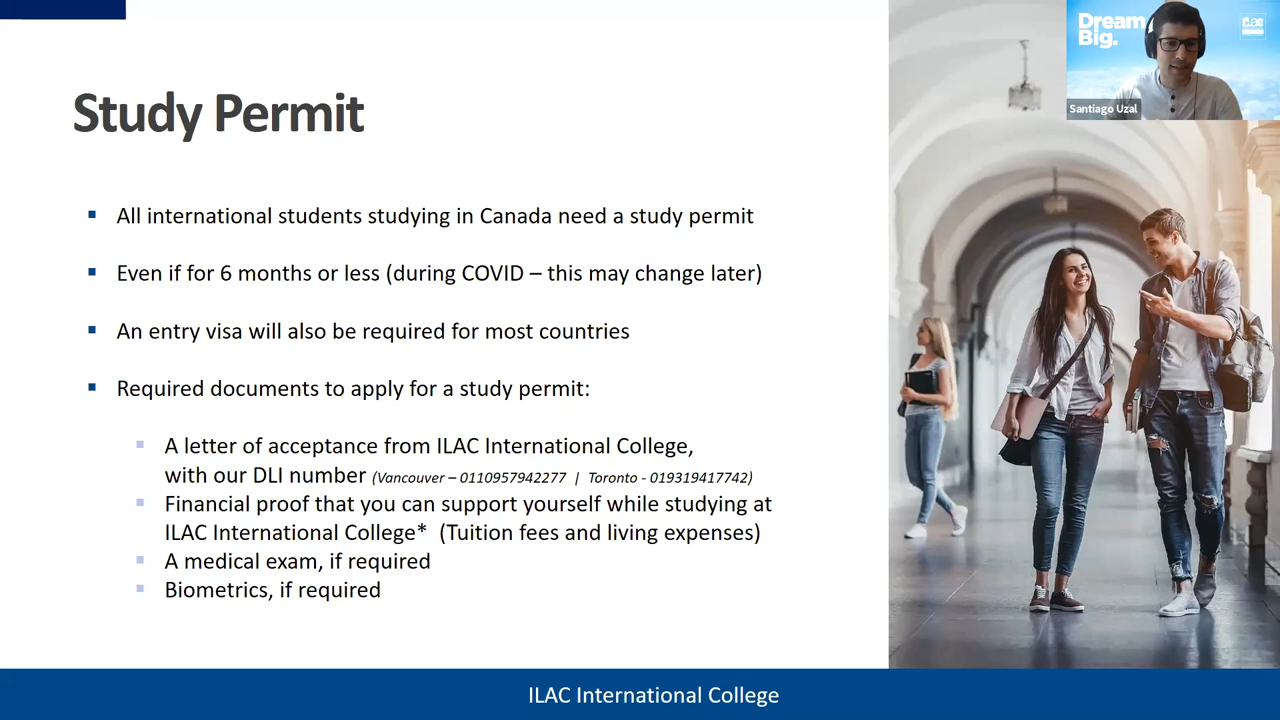 Study Permit
All international students studying in Canada need a study permit
Even if for 6 months or less (during COVID – this may change later)
An entry visa will also be required for most countries
Required documents to apply for a study permit:
A letter of acceptance from ILAC International College,
with our DLI number (Vancouver – 0110957942277 | Toronto - 019319417742)
Financial proof that you can support yourself while studying at
ILAC International College* (Tuition fees and living expenses)
A medical exam, if required
Biometrics, if required
ILAC International College
Dream
Big.
Santiago Uzal